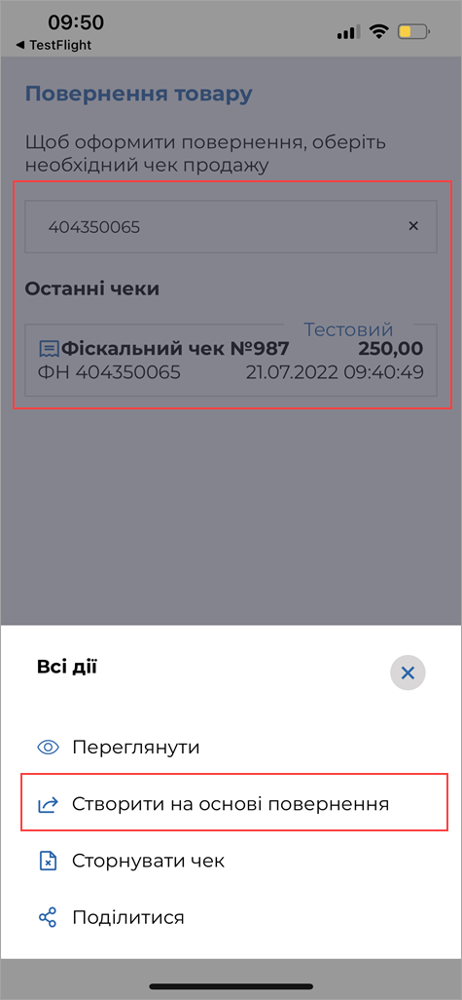 09:50
◀ TestFlight
Повернення товару
Щоб оформити повернення, оберіть
необхідний чек продажу
404350065
Останні чеки
Тестовий
Фіскальний чек №987 250,00
ФН 404350065 21.07.2022 09:40:49
Всі дії
Переглянути
Створити на основі повернення
Сторнувати чек
Поділитися